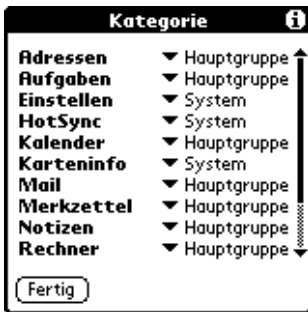 Kategorie
Adressen Hauptgruppe
Aufgaben Hauptgruppe
Einstellen System
HotSync System
Kalender Hauptgruppe
Karteninfo System
Mail Hauptgruppe
Merkzettel Hauptgruppe
Notizen Hauptgruppe
Rechner Hauptgruppe
Fertig